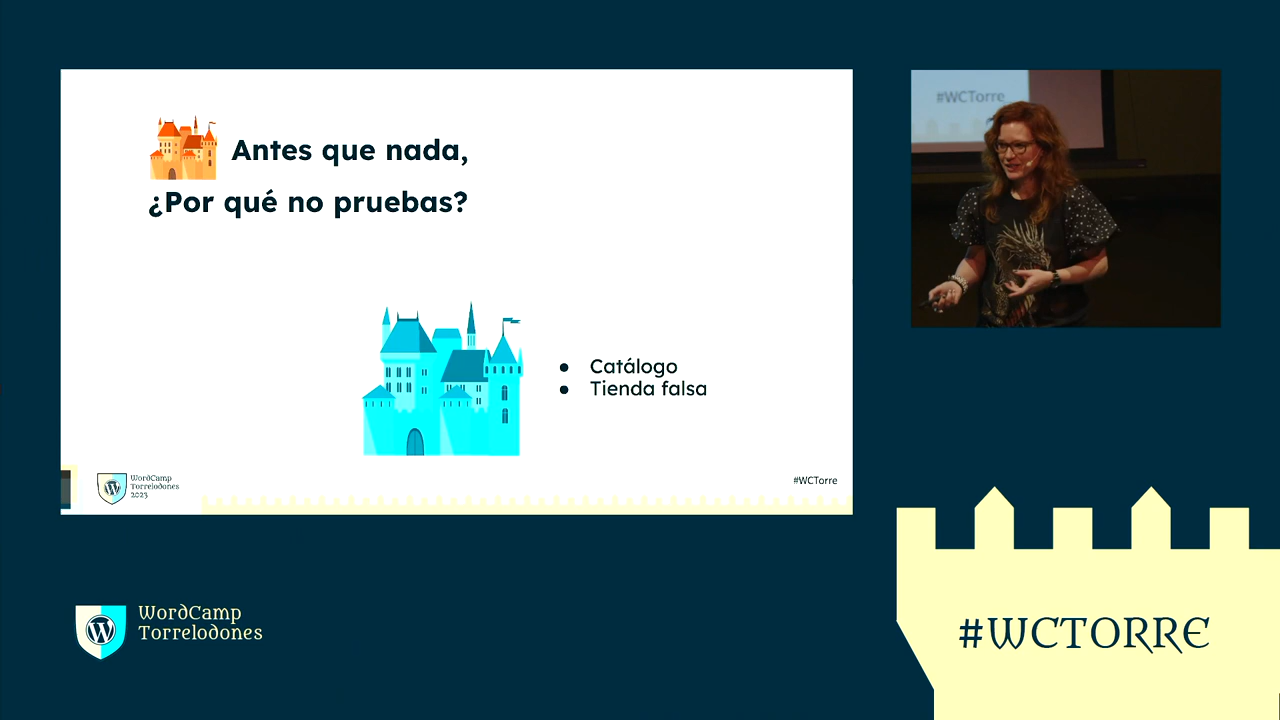 Antes que nada,
¿Por qué no pruebas?
● Catálogo
● Tienda falsa
WordCamp
Torrelodones
2023
#WCTorre
#WCTorre
WordCamp
Torrelodones
#WCTORRE